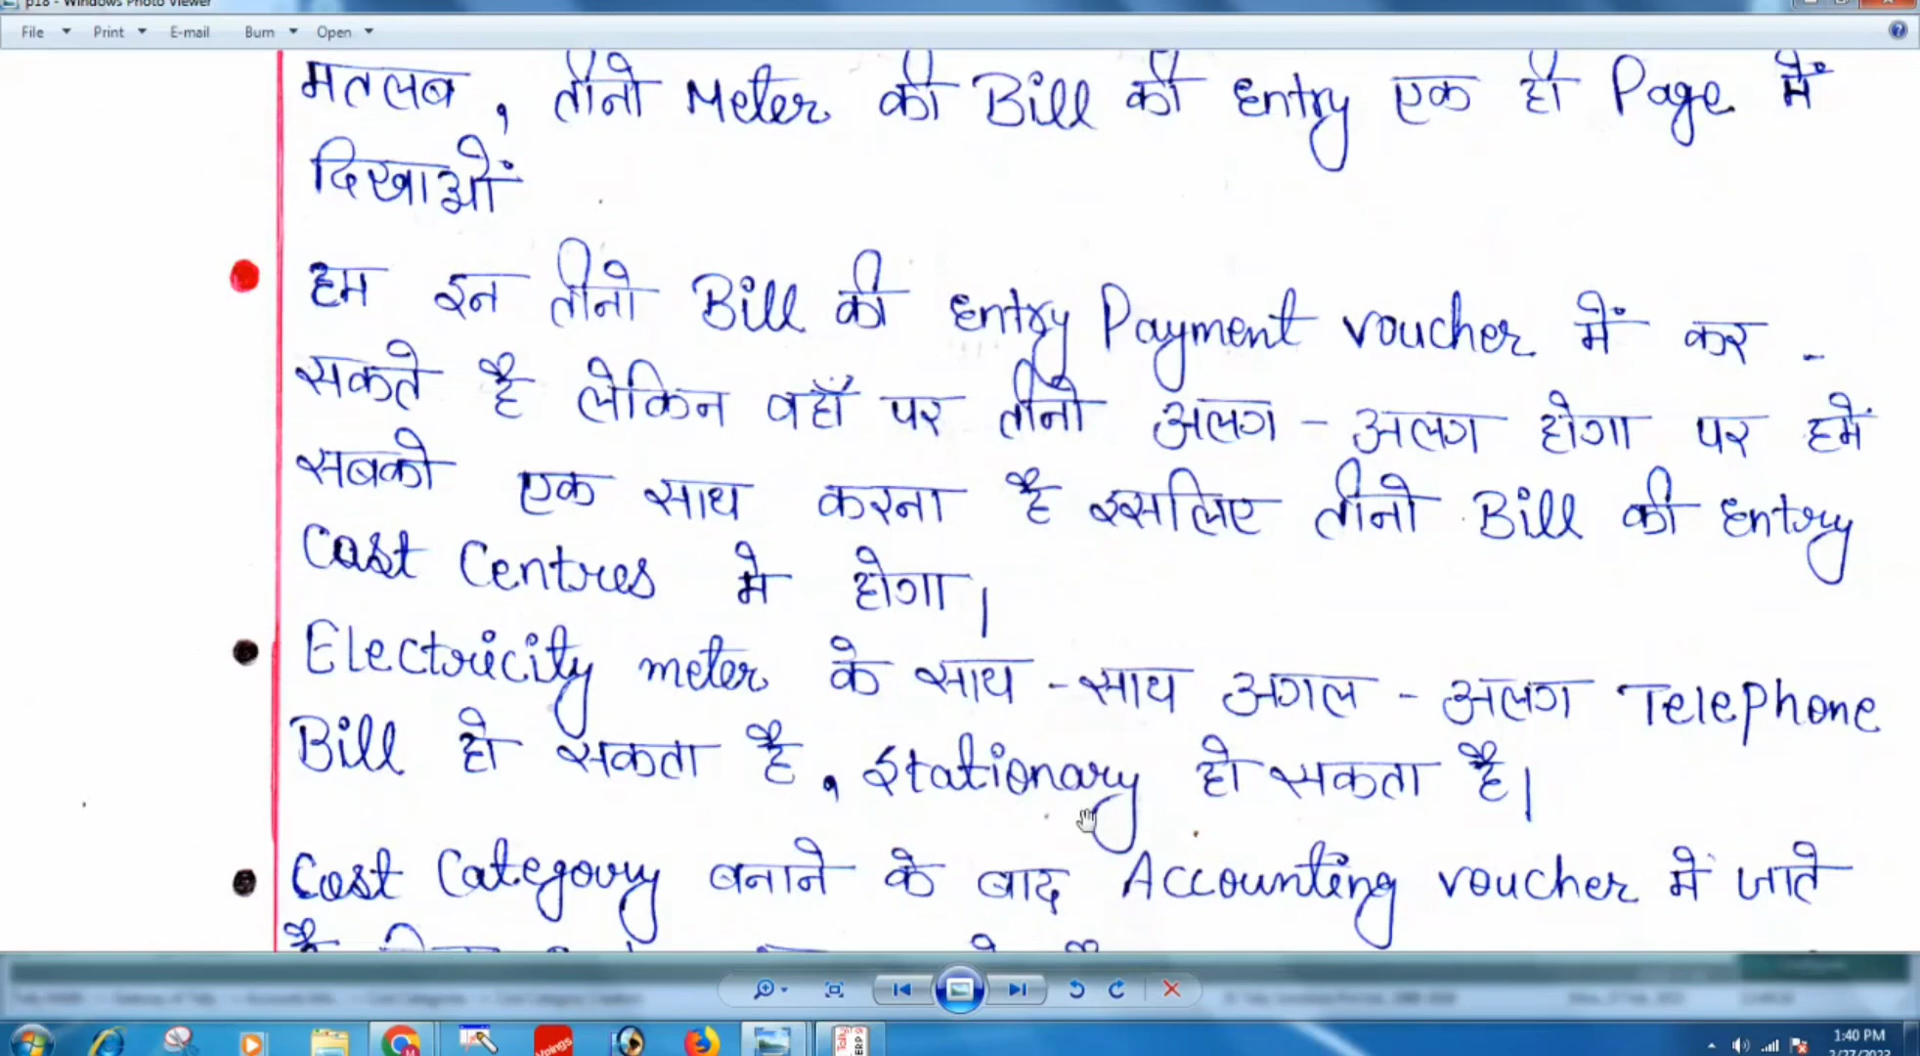 p18 - Windows Photo Viewer
File Print E-mail Burn Open
मतलब , तीनो Meter की Bill की Entry एक ही Page में
दिखाओं
हम इन तीनो Bill की Entry Payment voucher में कर -
सकते है लेकिन वहाँ पर तीनो अलग - अलग होगा पर हमें
सबको एक साथ करना है इसलिए तीनो Bill की Entry
Cost Centres मे होगा।
Electricity meter के साथ - साथ अगल - अलग Telephone
Bill हो सकता है , Stationary हो सकता है।
Cost Category बनाने के बाद Accounting voucher में जाते
1:40 PM